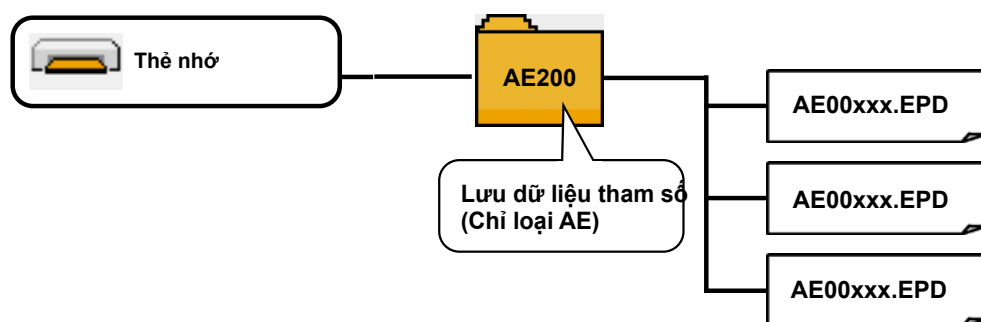 Thẻ nhớ
AE200
Lưu dữ liệu tham số
(Chỉ loại AE)
AE00xxx.EPD
AE00xxx.EPD
AE00xxx.EPD